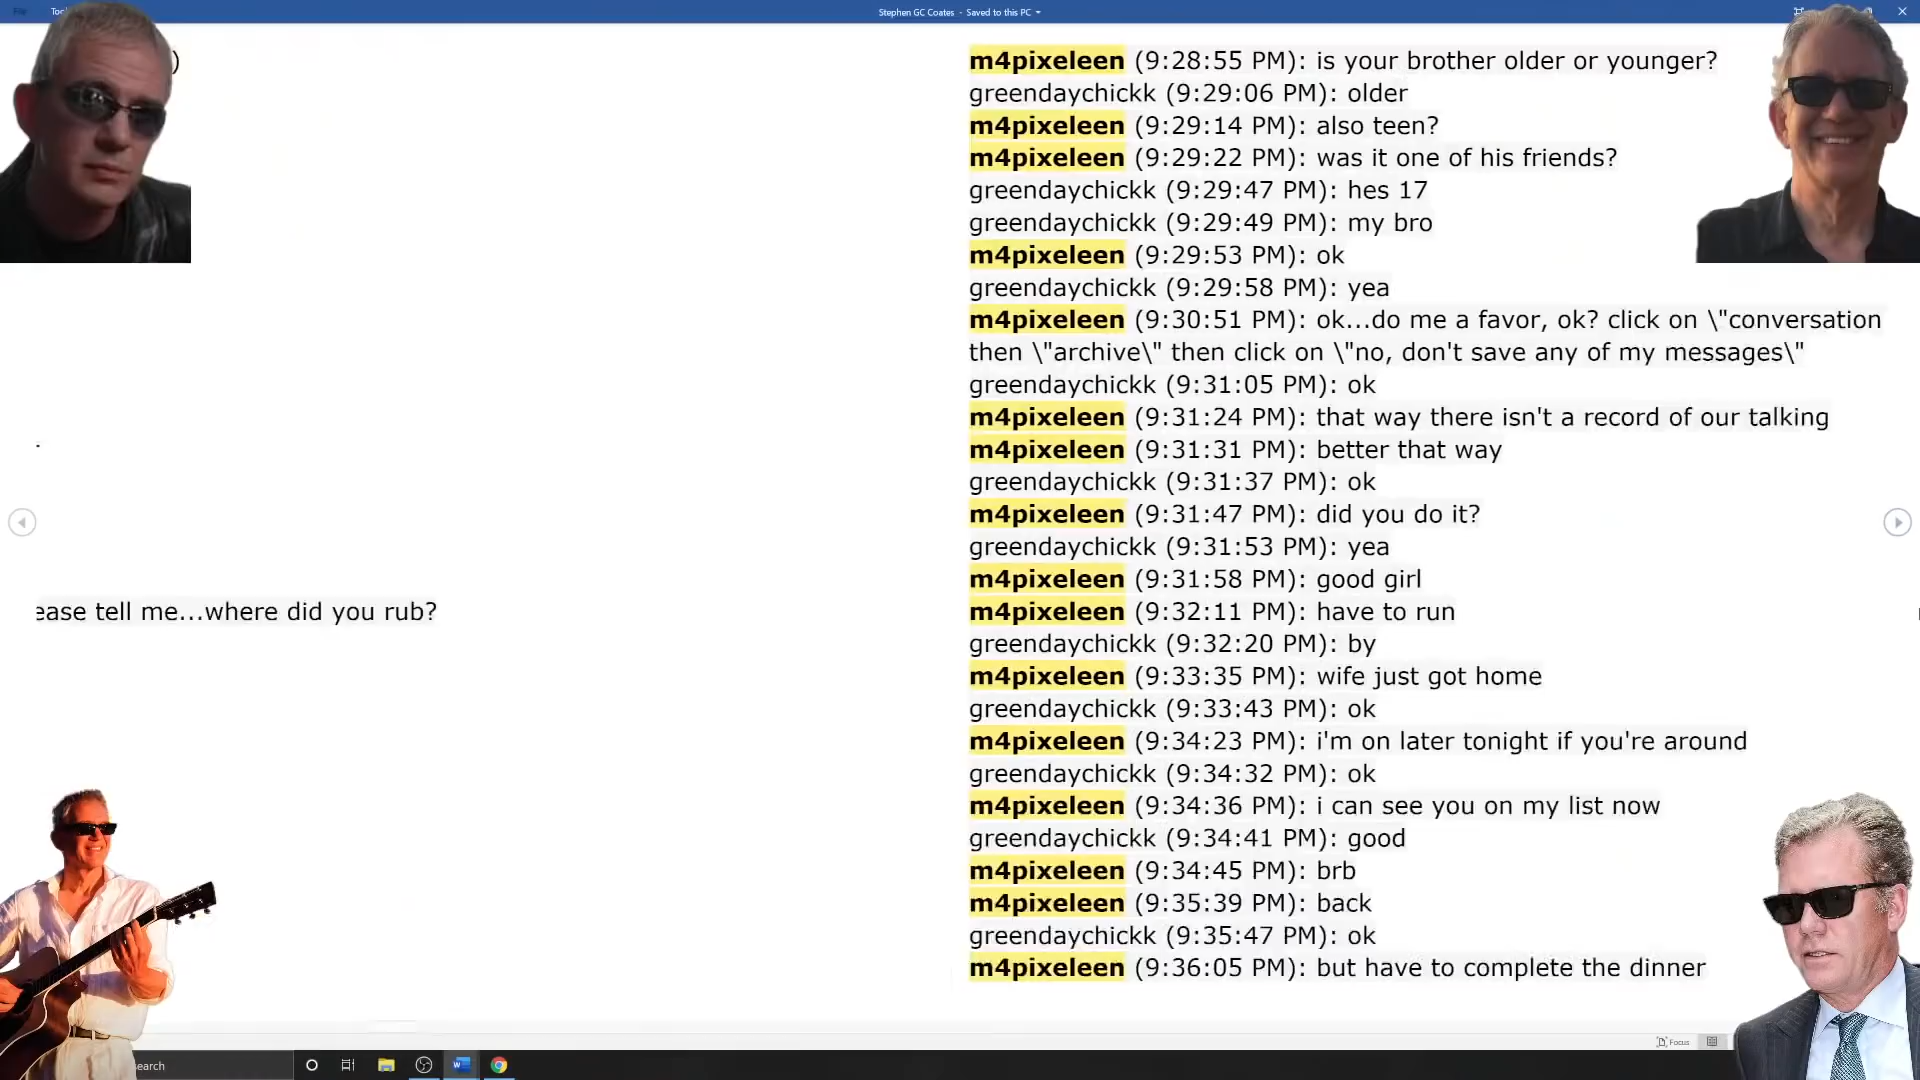 File Too
Stephen GC Coates - Saved to this PC
)
m4pixeleen (9:28:55 PM): is your brother older or younger?
greendaychickk (9:29:06 PM): older
m4pixeleen (9:29:14 PM): also teen?
m4pixeleen (9:29:22 PM): was it one of his friends?
greendaychickk (9:29:47 PM): hes 17
greendaychickk (9:29:49 PM): my bro
m4pixeleen (9:29:53 PM): ok
greendaychickk (9:29:58 PM): yea
m4pixeleen (9:30:51 PM): ok...do me a favor, ok? click on \"conversation
then \"archive\" then click on \"no, don't save any of my messages\"
greendaychickk (9:31:05 PM): ok
m4pixeleen (9:31:24 PM): that way there isn't a record of our talking
.
m4pixeleen (9:31:31 PM): better that way
greendaychickk (9:31:37 PM): ok
m4pixeleen (9:31:47 PM): did you do it?
greendaychickk (9:31:53 PM): yea
m4pixeleen (9:31:58 PM): good girl
ease tell me...where did you rub?
m4pixeleen (9:32:11 PM): have to run
greendaychickk (9:32:20 PM): by
m4pixeleen (9:33:35 PM): wife just got home
greendaychickk (9:33:43 PM): ok
m4pixeleen (9:34:23 PM): i'm on later tonight if you're around
greendaychickk (9:34:32 PM): ok
m4pixeleen (9:34:36 PM): i can see you on my list now
greendaychickk (9:34:41 PM): good
m4pixeleen (9:34:45 PM): brb
m4pixeleen (9:35:39 PM): back
greendaychickk (9:35:47 PM): ok
m4pixeleen (9:36:05 PM): but have to complete the dinner
Focus
earch